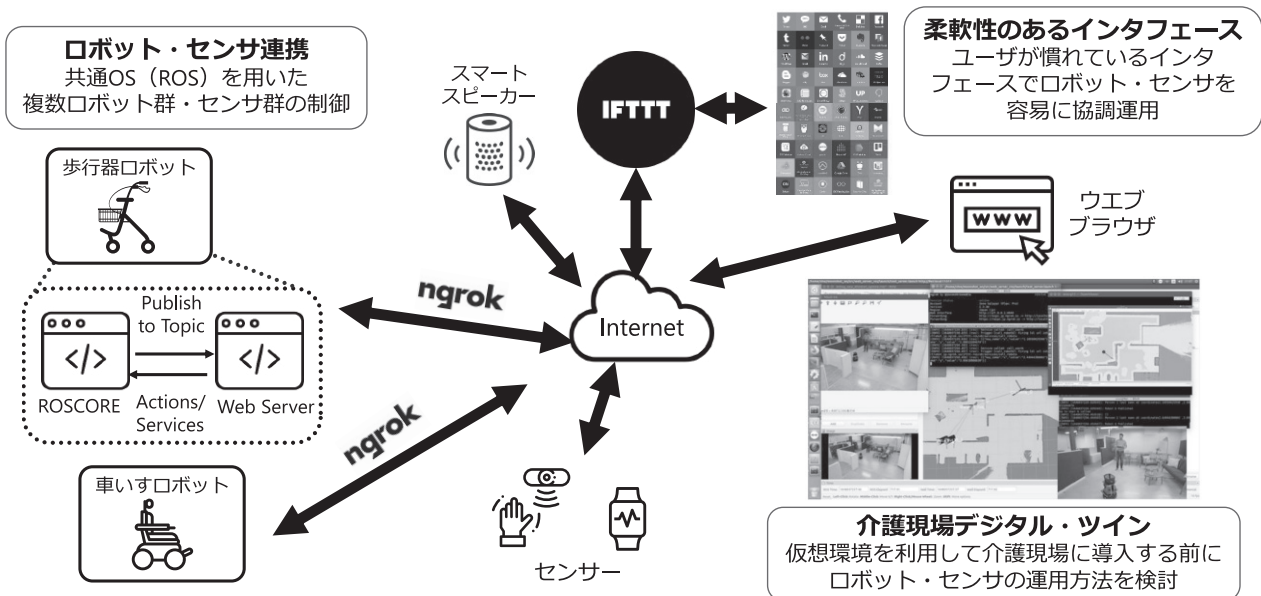 ロボット・センサ連携
共通OS（ROS）を用いた
複数ロボット群・センサ群の制御
歩行器ロボット
Publish
to Topic
ROSCORE
Actions/
Services
Web Server
車いすロボット
スマート
スピーカー
IFTTT
ngrok
Internet
ngrok
センサー
柔軟性のあるインタフェース
ユーザが慣れているインタ
フェースでロボット・センサを
容易に協調運用
WWW
ウエブ
ブラウザ
介護現場デジタル・ツイン
仮想環境を利用して介護現場に導入する前に
ロボット・センサの運用方法を検討